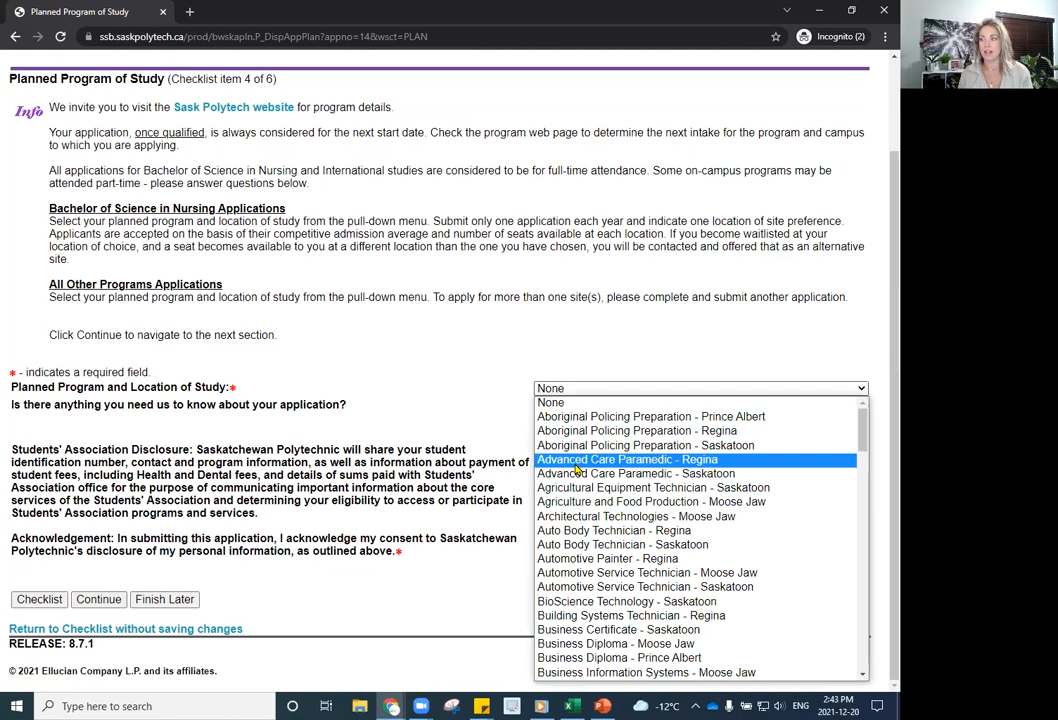 Planned Program of Study
Incognito (2)
ssb.saskpolytech.ca/prod/bwskapln.P_DispAppPlan?appno=14&wsct=PLAN
Planned Program of Study (Checklist item 4 of 6)
Info We invite you to visit the Sask Polytech website for program details.
Your application, once qualified, is always considered for the next start date. Check the program web page to determine the next intake for the program and campus
to which you are applying.
All applications for Bachelor of Science in Nursing and International studies are considered to be for full-time attendance. Some on-campus programs may be
attended part-time - please answer questions below.
Bachelor of Science in Nursing Applications
Select your planned program and location of study from the pull-down menu. Submit only one application each year and indicate one location of site preference.
Applicants are accepted on the basis of their competitive admission average and number of seats available at each location. If you become waitlisted at your
location of choice, and a seat becomes available to you at a different location than the one you have chosen, you will be contacted and offered that as an alternative
site.
All Other Programs Applications
Select your planned program and location of study from the pull-down menu. To apply for more than one site(s), please complete and submit another application.
Click Continue to navigate to the next section.
* - indicates a required field.
Planned Program and Location of Study:*
None
Is there anything you need us to know about your application?
None
Aboriginal Policing Preparation - Prince Albert
Aboriginal Policing Preparation - Regina
Aboriginal Policing Preparation - Saskatoon
Advanced Care Paramedic - Regina
Advanced Care Paramedic - Saskatoon
Agricultural Equipment Technician - Saskatoon
Agriculture and Food Production - Moose Jaw
Architectural Technologies - Moose Jaw
Auto Body Technician - Regina
Auto Body Technician - Saskatoon
Automotive Painter - Regina
Automotive Service Technician - Moose Jaw
Automotive Service Technician - Saskatoon
BioScience Technology - Saskatoon
Building Systems Technician - Regina
Business Certificate - Saskatoon
Business Diploma - Moose Jaw
Business Diploma - Prince Albert
Business Information Systems - Moose Jaw
Students' Association Disclosure: Saskatchewan Polytechnic will share your student
identification number, contact and program information, as well as information about payment of
student fees, including Health and Dental fees, and details of sums paid with Students'
Association office for the purpose of communicating important information about the core
services of the Students' Association and determining your eligibility to access or participate in
Students' Association programs and services.
Acknowledgement: In submitting this application, I acknowledge my consent to Saskatchewan
Polytechnic's disclosure of my personal information, as outlined above.*
Checklist Continue Finish Later
Return to Checklist without saving changes
RELEASE: 8.7.1
© 2021 Ellucian Company L.P. and its affiliates.
Type here to search
-12°C
ENG
2:43 PM
2021-12-20